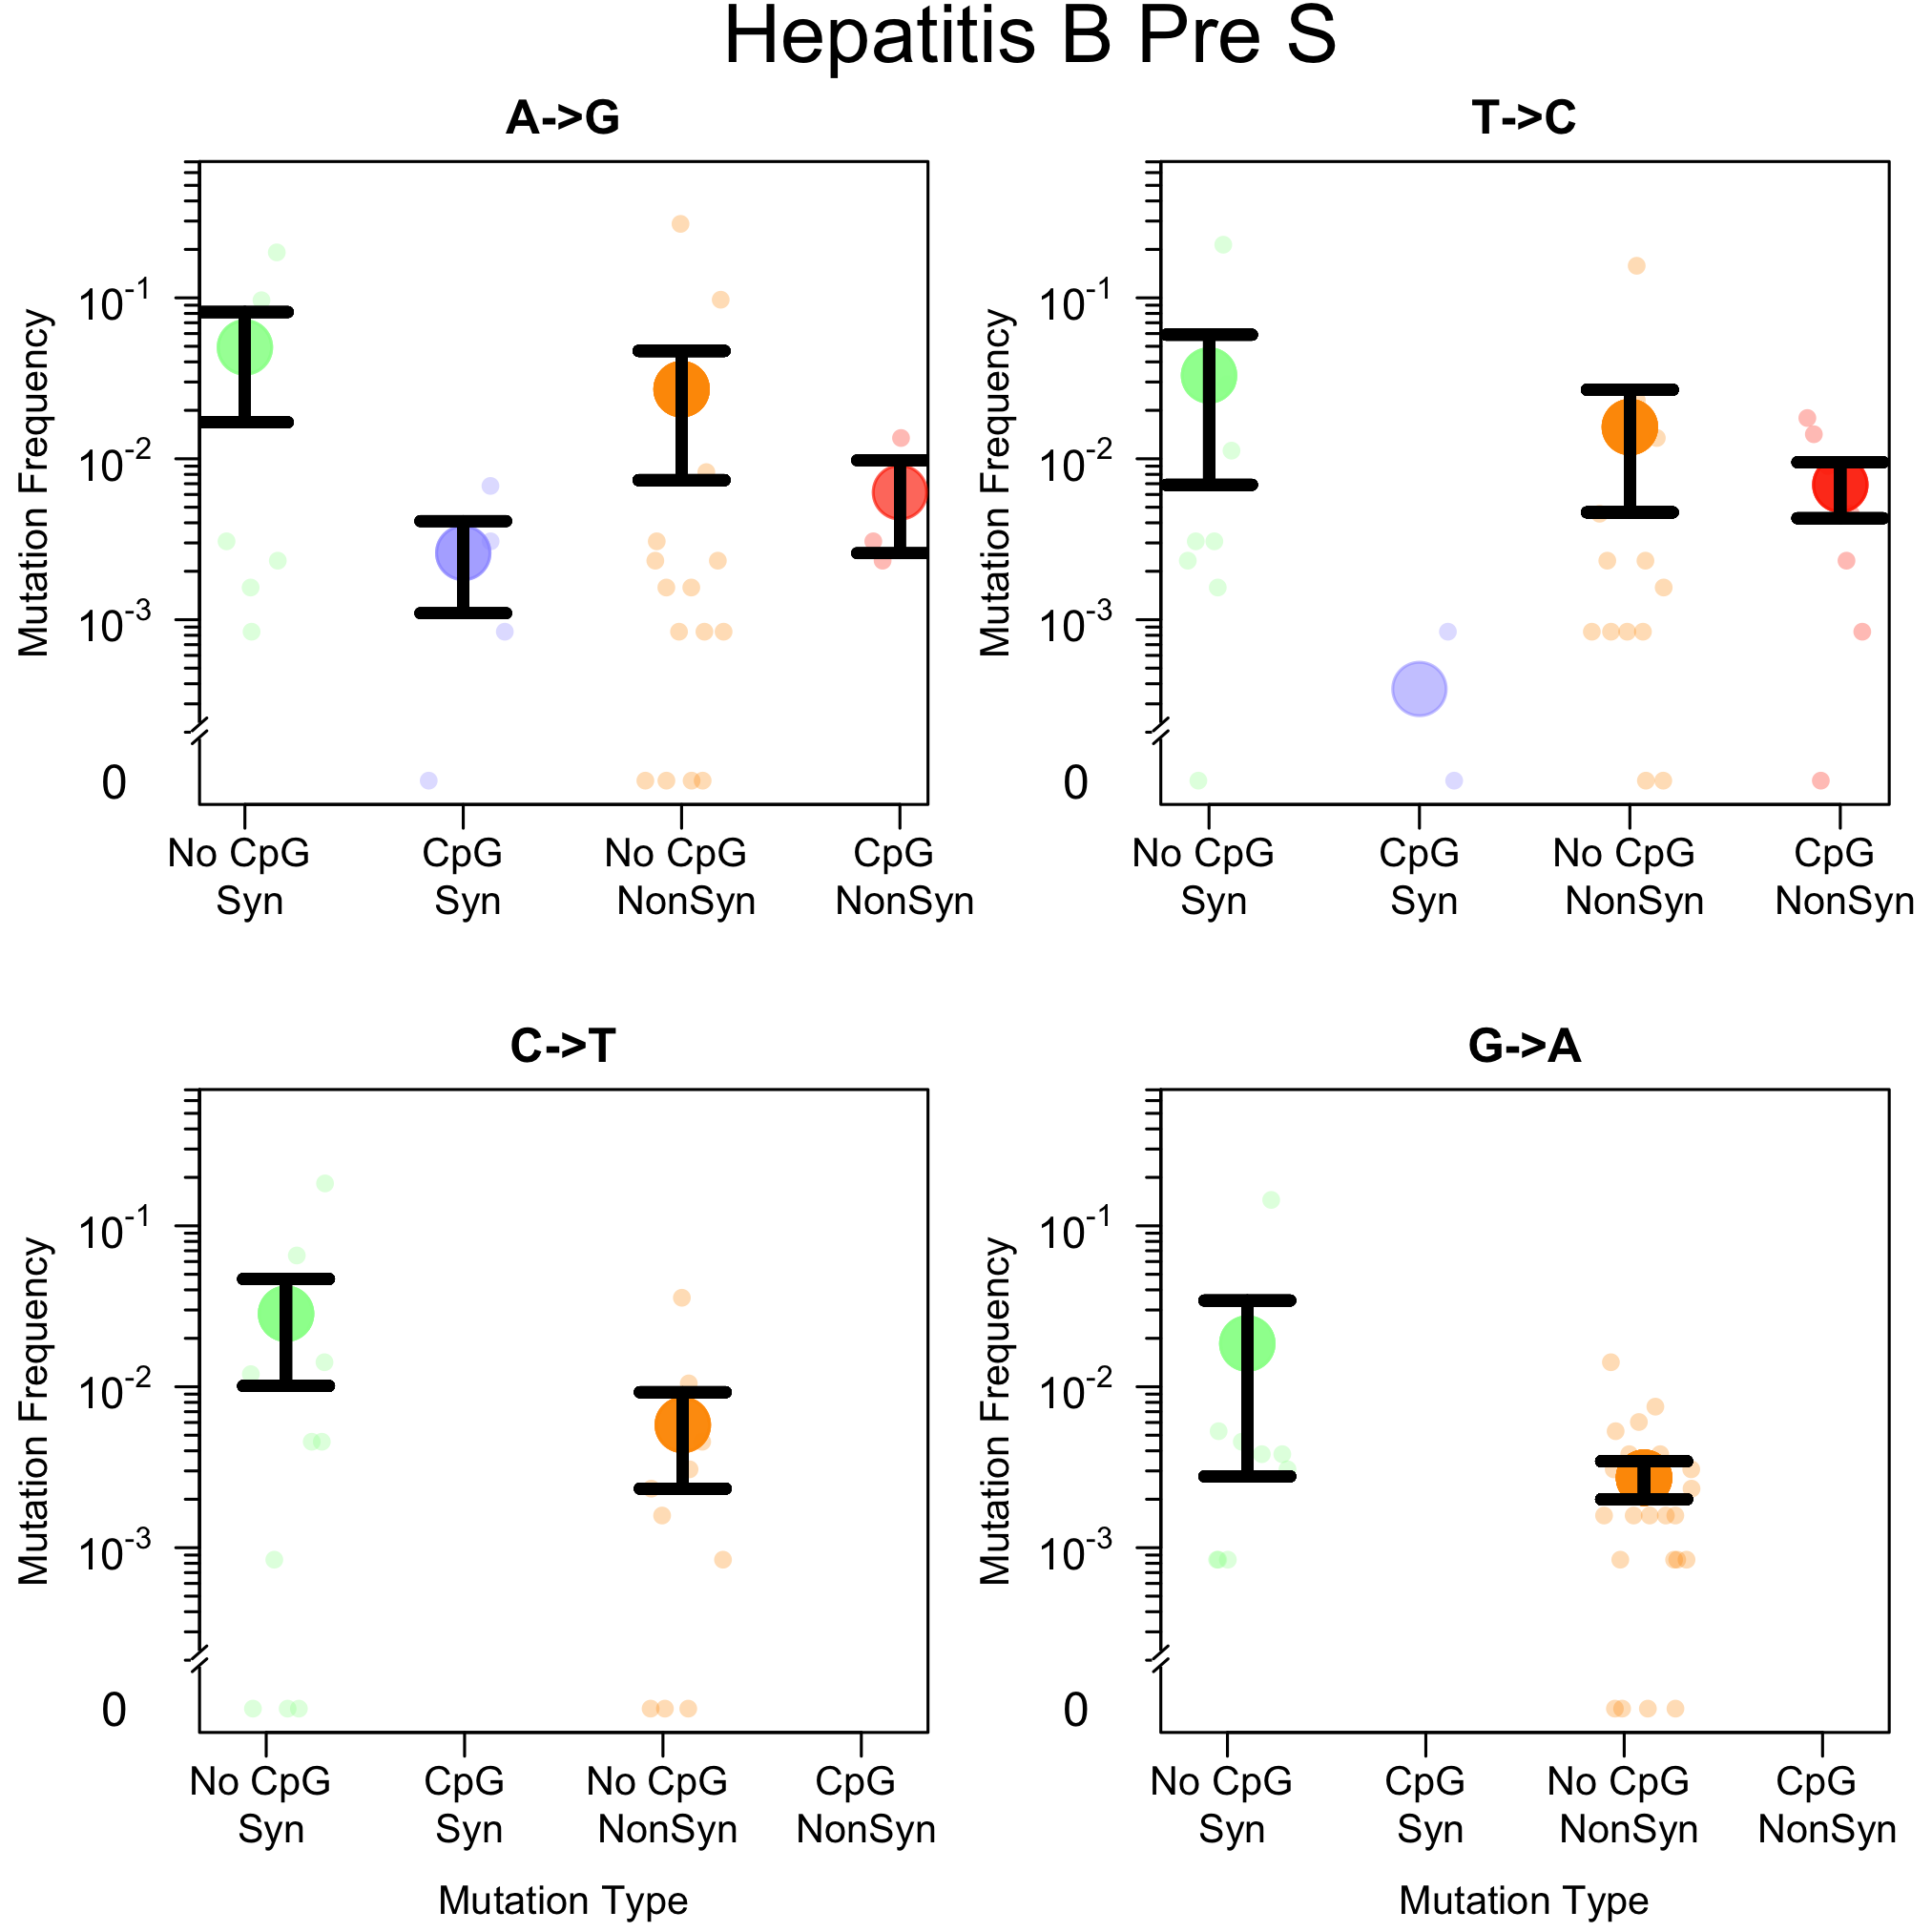 Hepatitis B Pre S
A->G
T->C
Mutation Frequency
10-1
10-2
10-3
0
No CpG Syn
CpG Syn
No CpG NonSyn
CpG NonSyn
Mutation Frequency
10-1
10-2
10-3
0
No CpG Syn
CpG Syn
No CpG NonSyn
CpG NonSyn
C->T
G->A
Mutation Frequency
10-1
10-2
10-3
0
No CpG Syn
CpG Syn
No CpG NonSyn
CpG NonSyn
Mutation Type
Mutation Frequency
10-1
10-2
10-3
0
No CpG Syn
CpG Syn
No CpG NonSyn
CpG NonSyn
Mutation Type